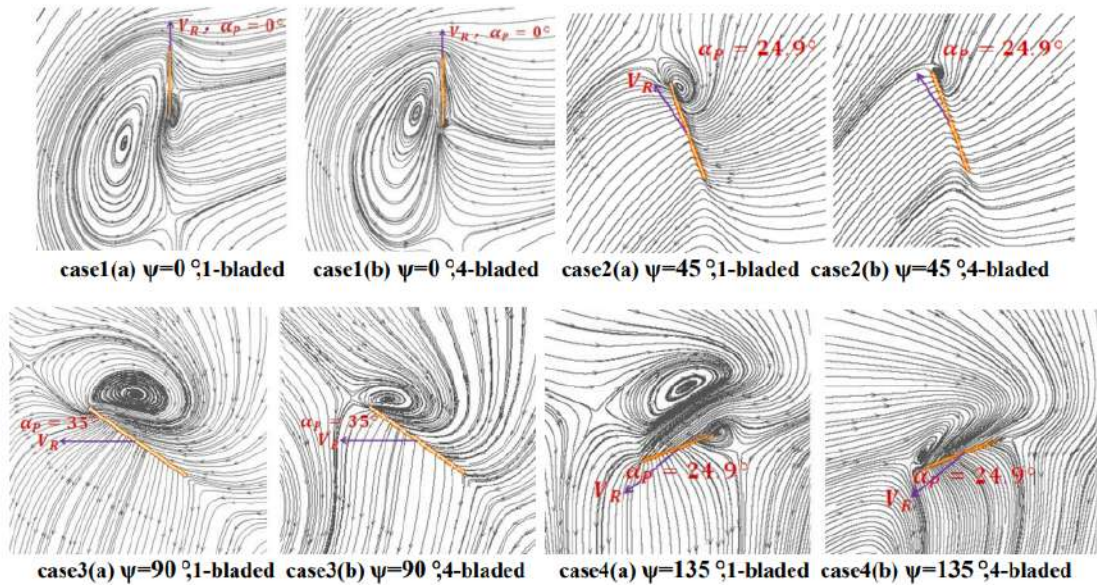 V_R , α_P = 0°
V_R , α_P = 0°
α_P = 24.9°
V_R
α_P = 24.9°
case1(a) ψ=0 °,1-bladed
case1(b) ψ=0 °,4-bladed
case2(a) ψ=45 °,1-bladed
case2(b) ψ=45 °,4-bladed
α_P = 35°
V_R
α_P = 35°
V_R
α_P = 24.9°
V_R
α_P = 24.9°
V_R
case3(a) ψ=90 °,1-bladed
case3(b) ψ=90 °,4-bladed
case4(a) ψ=135 °,1-bladed
case4(b) ψ=135 °,4-bladed